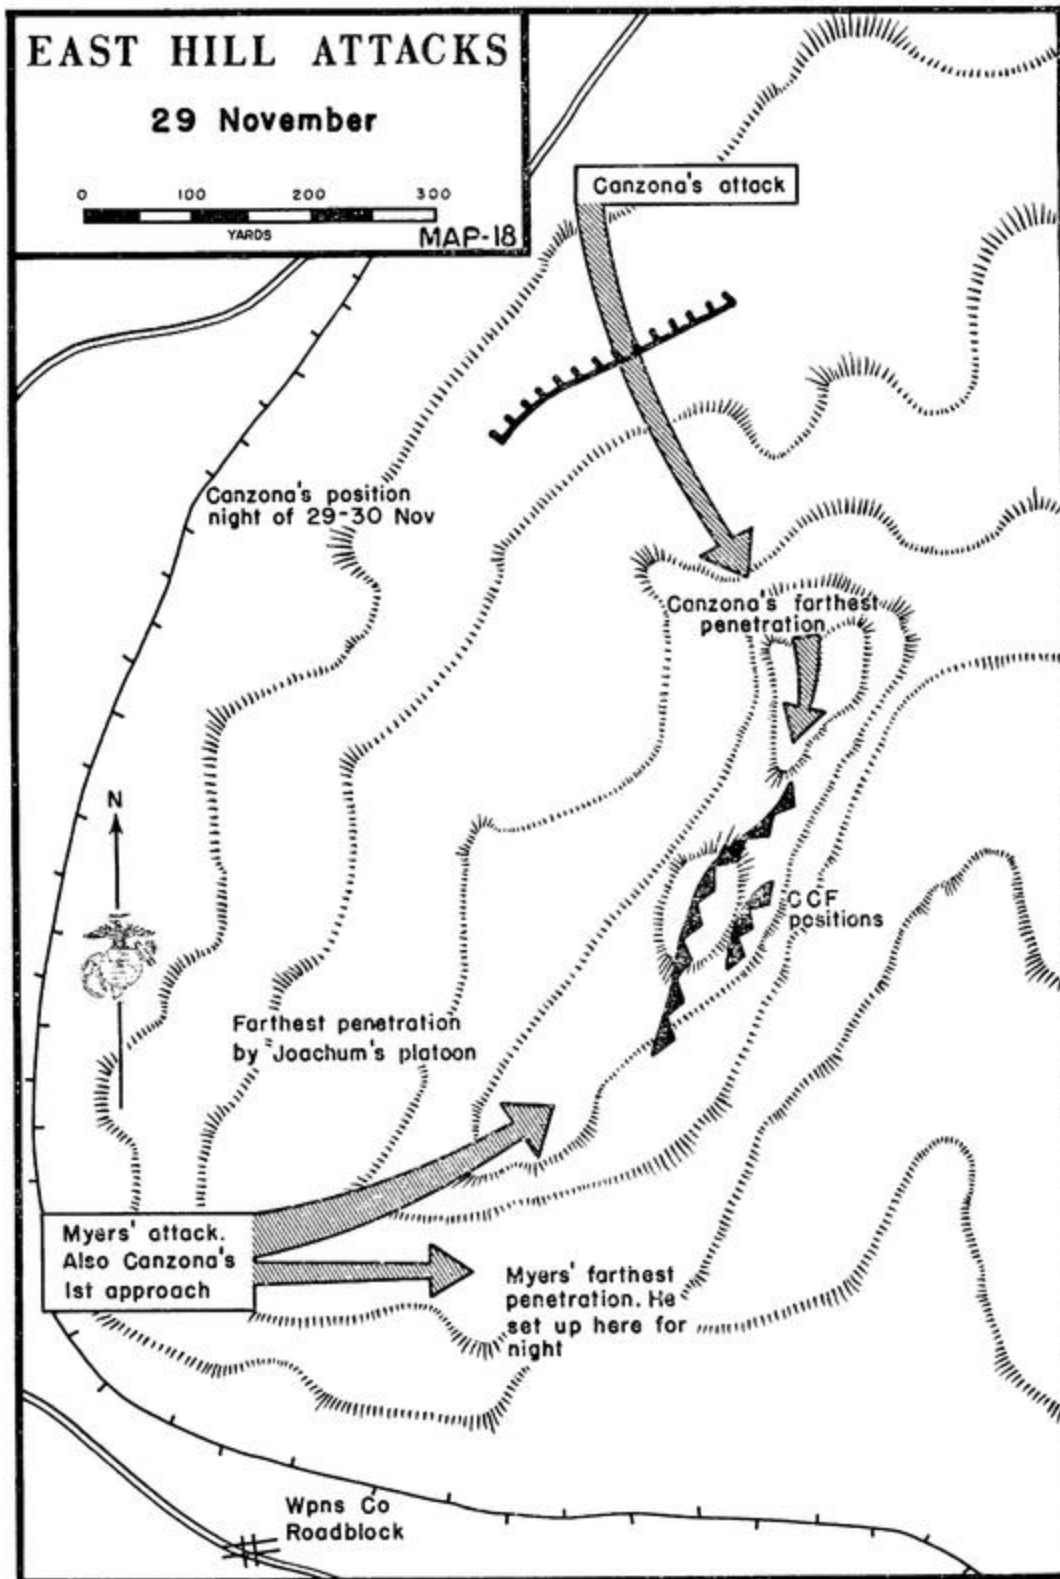 EAST HILL ATTACKS
29 November
0 100 200 300
YARDS
MAP-18
Canzona's attack
Canzona's position
night of 29-30 Nov
Canzona's farthest
penetration
N
CCF
positions
Farthest penetration
by Joachum's platoon
Myers' attack.
Also Canzona's
1st approach
Myers' farthest
penetration. He
set up here for
night
Wpns Co
Roadblock